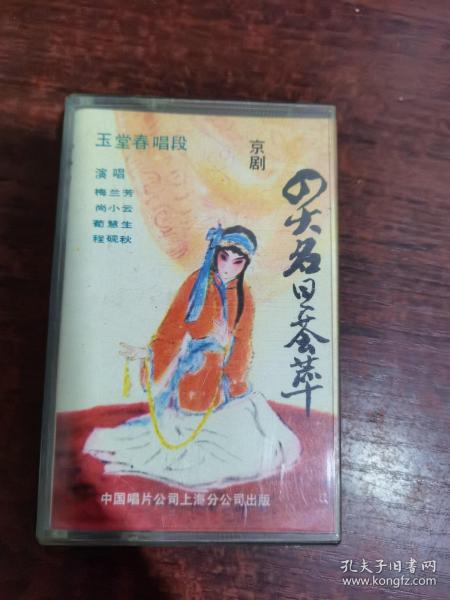 玉堂春唱段
演唱
梅兰芳
尚小云
荀慧生
程砚秋
京剧
四大名旦荟萃
中国唱片公司上海分公司出版
孔夫子旧书网
www.kongfz.com